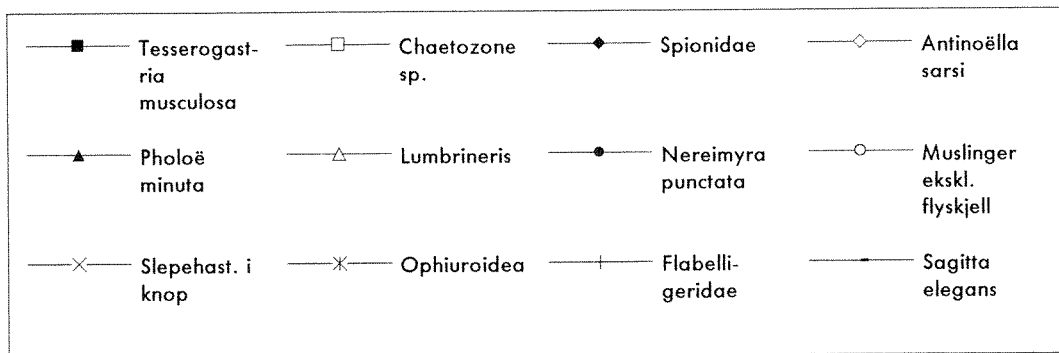 Tesserogast-
ria
musculosa
Chaetozone
sp.
Spionidae
Antinoëlla
sarsi
Pholoë
minuta
Lumbrineris
Nereimyra
punctata
Muslinger
ekskl.
flyskjell
Slepehast. i
knop
Ophiuroidea
Flabelli-
geridae
Sagitta
elegans